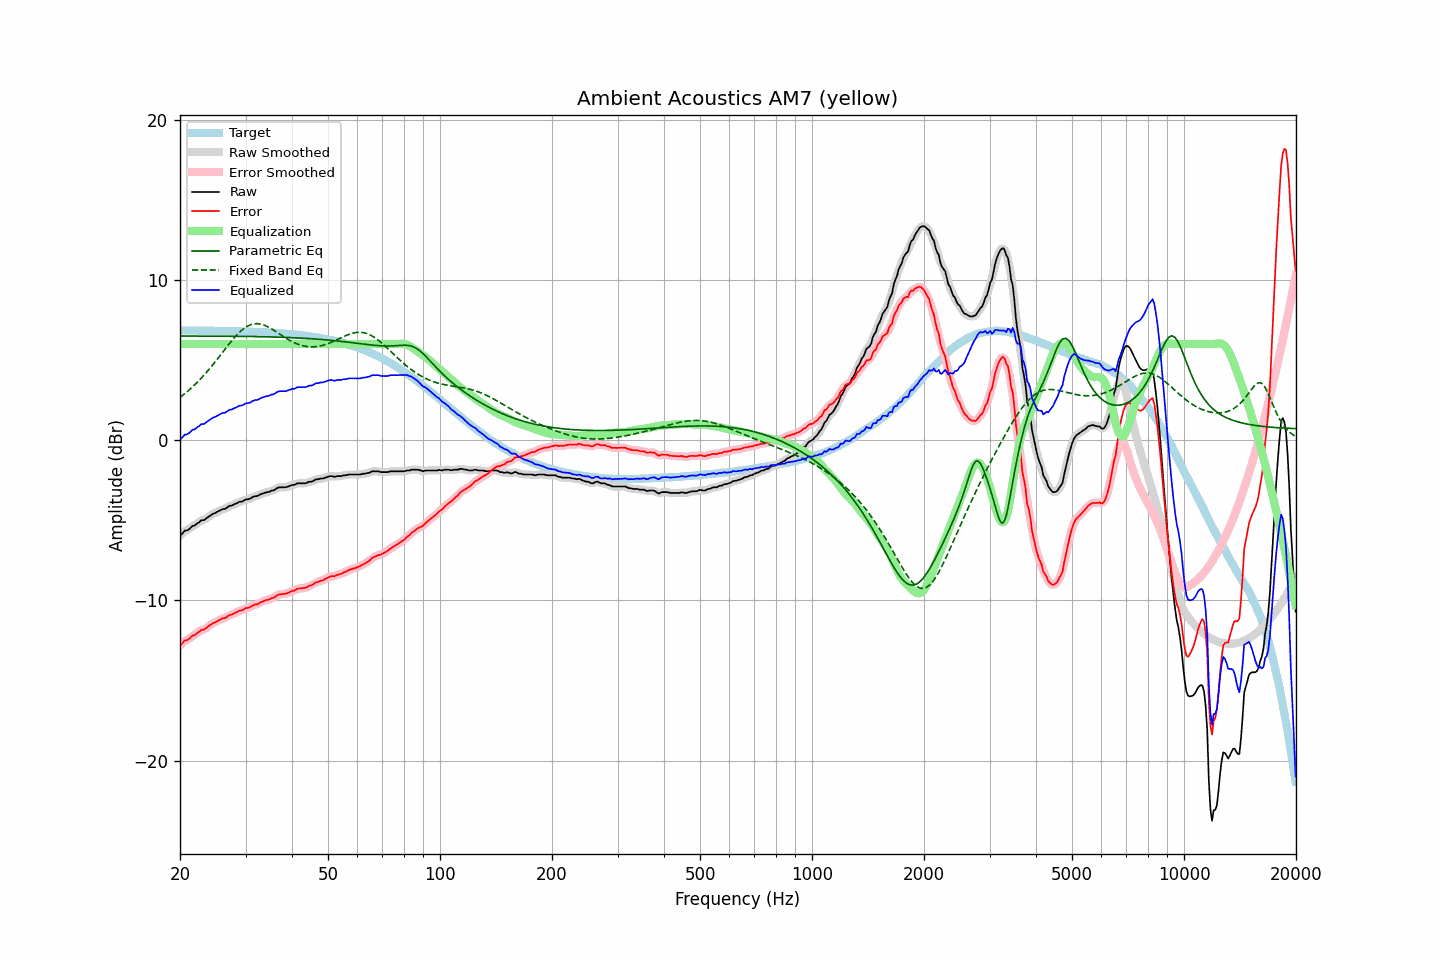 Ambient Acoustics AM7 (yellow)
Target
Raw Smoothed
Error Smoothed
Raw
Error
Equalization
Parametric Eq
Fixed Band Eq
Equalized
20
10
0
−10
−20
Amplitude (dBr)
20 50 100 200 500 1000 2000 5000 10000 20000
Frequency (Hz)